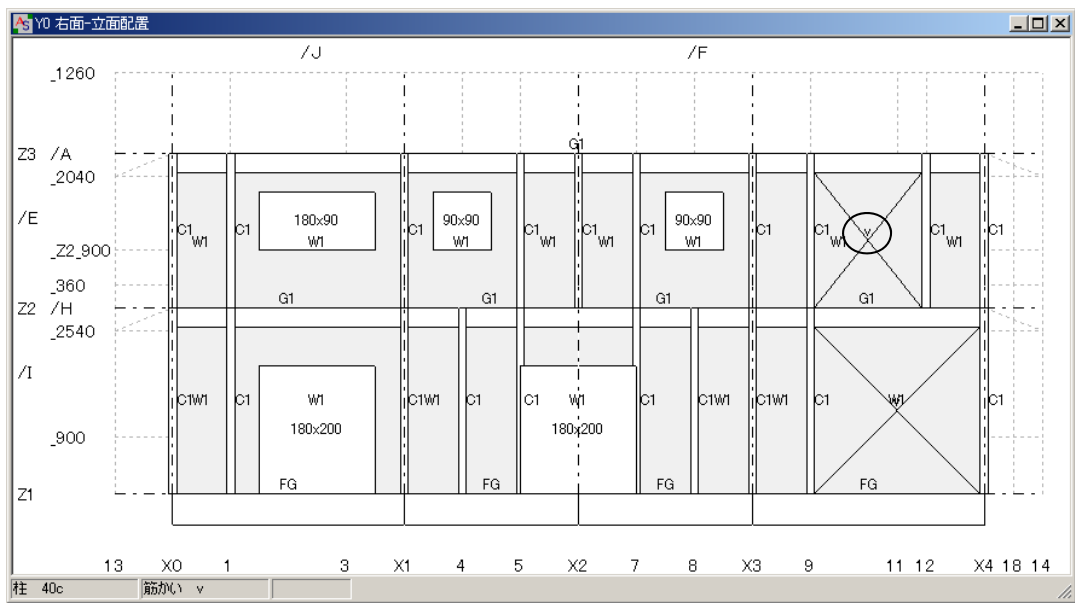 Y0 右面-立面配置
/J /F
_1260
G1
Z3 /A
_2040
/E
C1 W1 C1 180x90 W1 C1 90x90 W1 C1 W1 C1 W1 C1 90x90 W1 C1 C1 W1 v C1 W1 C1
Z2_900
_360
G1 G1 G1 G1
Z2 /H
_2540
/I
C1W1 C1 W1 C1W1 C1 C1 W1 C1 C1W1 C1W1 C1 W1 v C1
180x200 180x200
_900
FG FG FG FG
Z1
13 X0 1 3 X1 4 5 X2 7 8 X3 9 11 12 X4 18 14
柱 40c 筋かい v